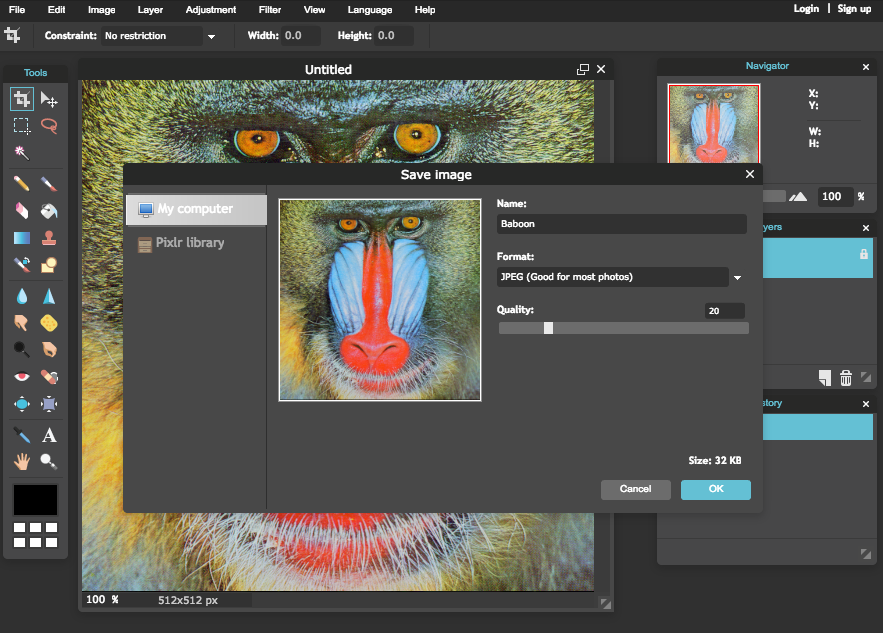 File Edit Image Layer Adjustment Filter View Language Help Login | Sign up
Constraint: No restriction Width: 0.0 Height: 0.0
Tools
Untitled
Navigator
X:
Y:
W:
H:
100 %
Save image
My computer
Pixlr library
Name:
Baboon
Format:
JPEG (Good for most photos)
Quality: 20
Size: 32 KB
Cancel OK
yers
story
A
100 % 512x512 px